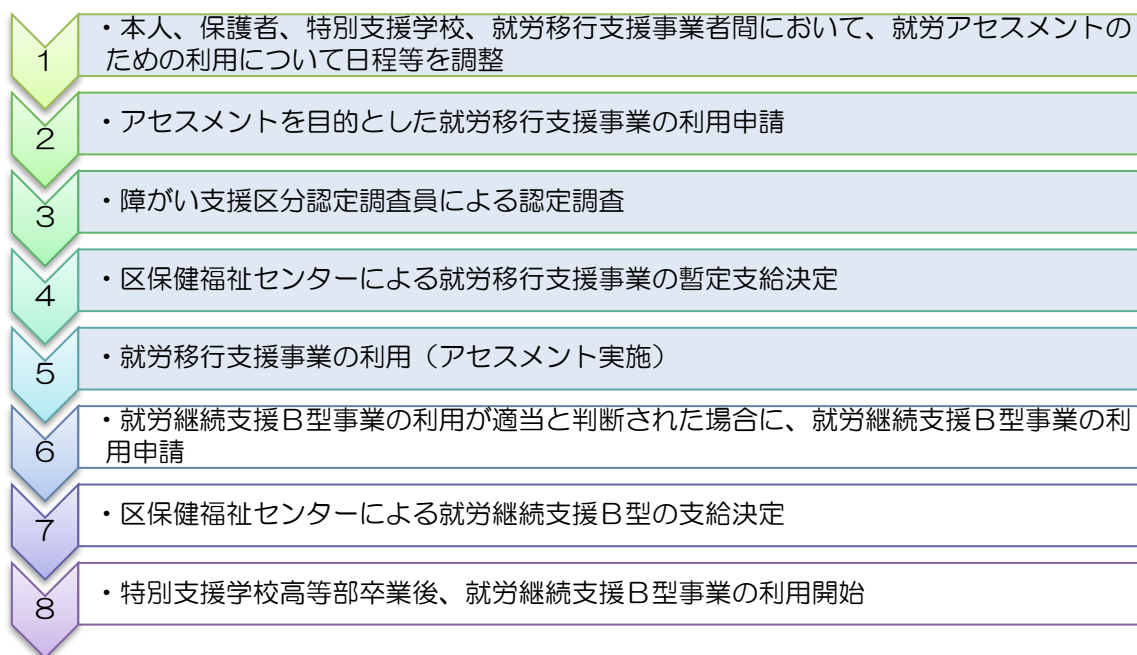 1
・本人、保護者、特別支援学校、就労移行支援事業者間において、就労アセスメントの
ための利用について日程等を調整
2
・アセスメントを目的とした就労移行支援事業の利用申請
3
・障がい支援区分認定調査員による認定調査
4
・区保健福祉センターによる就労移行支援事業の暫定支給決定
5
・就労移行支援事業の利用（アセスメント実施）
6
・就労継続支援Ｂ型事業の利用が適当と判断された場合に、就労継続支援Ｂ型事業の利
用申請
7
・区保健福祉センターによる就労継続支援Ｂ型の支給決定
8
・特別支援学校高等部卒業後、就労継続支援Ｂ型事業の利用開始